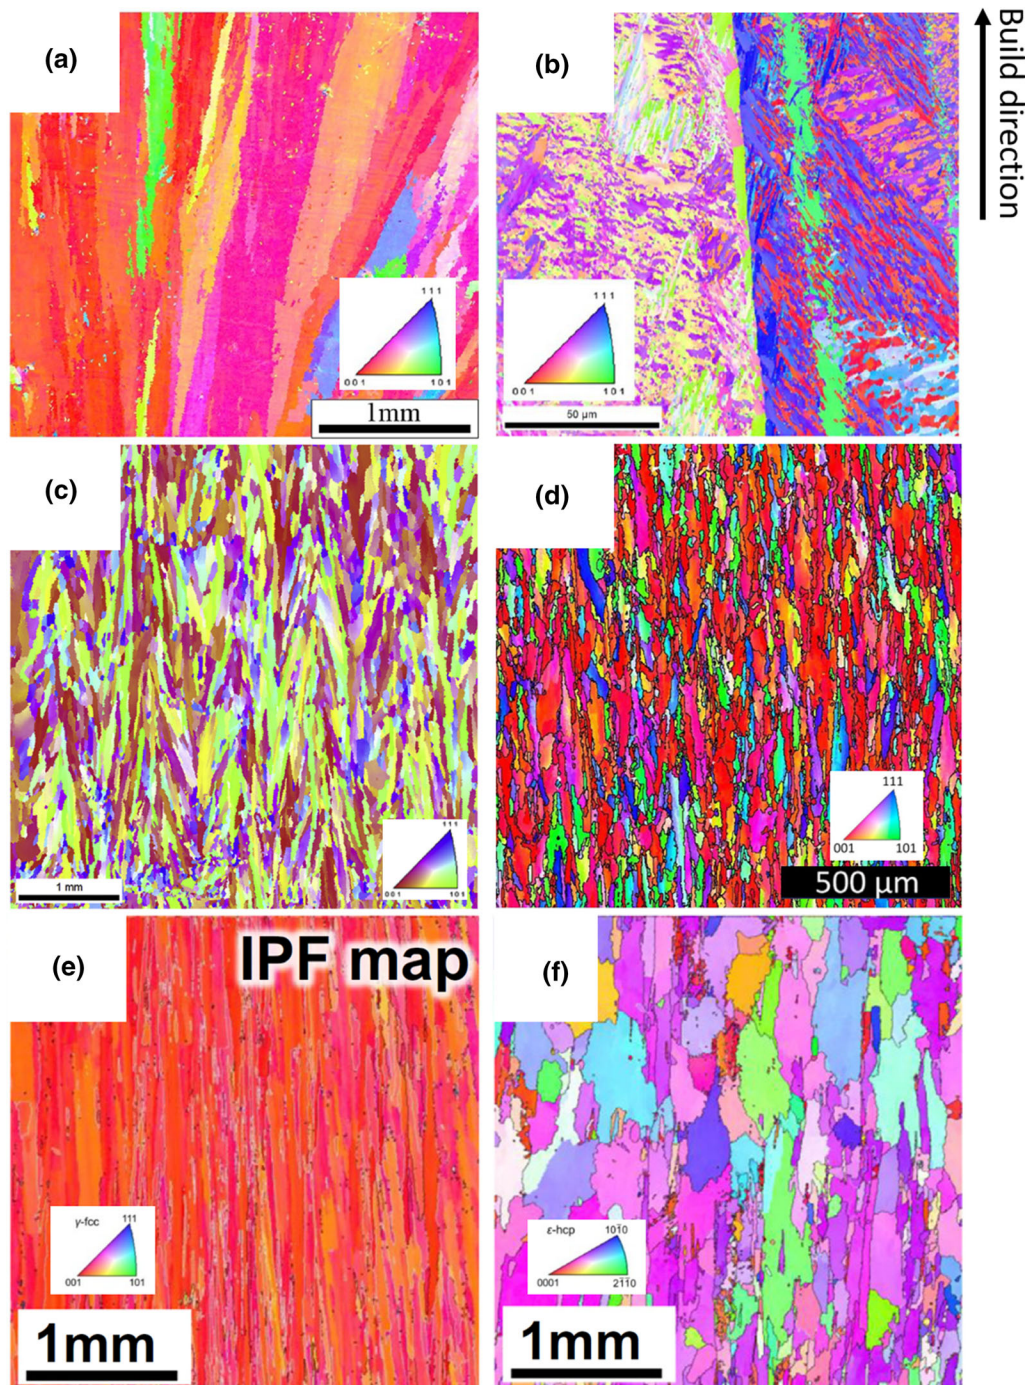 (a)
111
001
101
1mm
(b)
111
001
101
50 µm
Build direction
(c)
111
001
101
1 mm
(d)
111
001
101
500 µm
(e)
IPF map
γ-fcc
111
001
101
1mm
(f)
ε-hcp
101̅0
0001
21̅1̅0
1mm